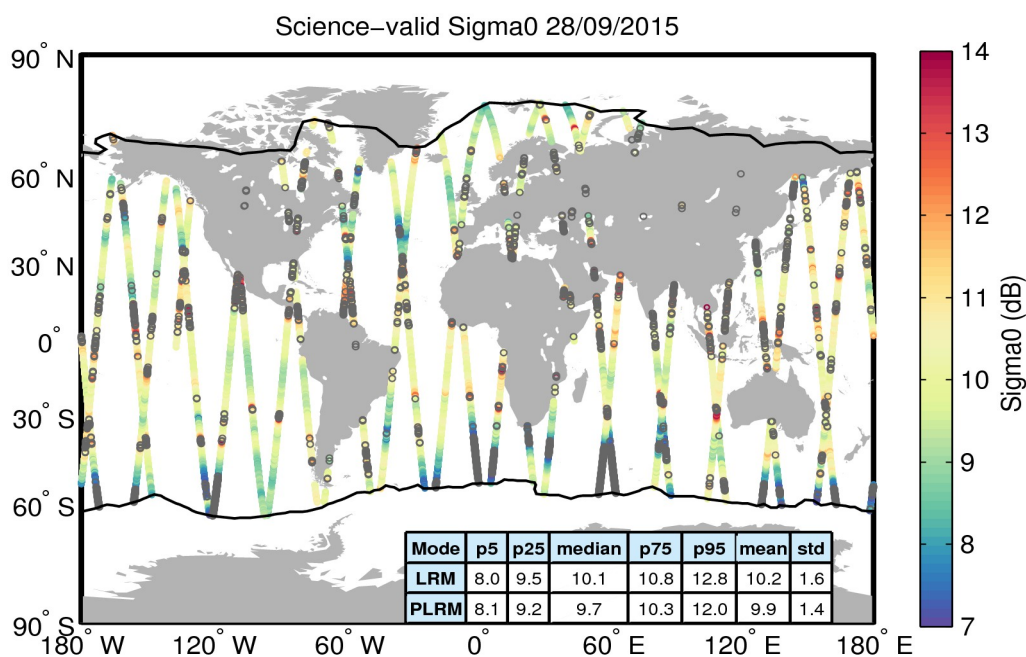 Science−valid Sigma0 28/09/2015
90° N
60° N
30° N
0°
30° S
60° S
90° S
180° W
120° W
60° W
0°
60° E
120° E
180° E
14
13
12
11
10
9
8
7
Sigma0 (dB)
Mode p5 p25 median p75 p95 mean std
LRM 8.0 9.5 10.1 10.8 12.8 10.2 1.6
PLRM 8.1 9.2 9.7 10.3 12.0 9.9 1.4